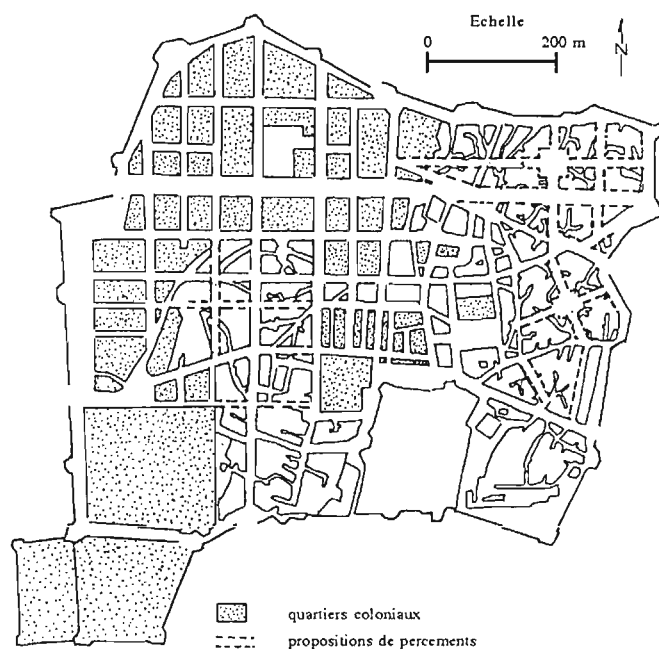 Echelle
0 200 m
N
quartiers coloniaux
propositions de percements